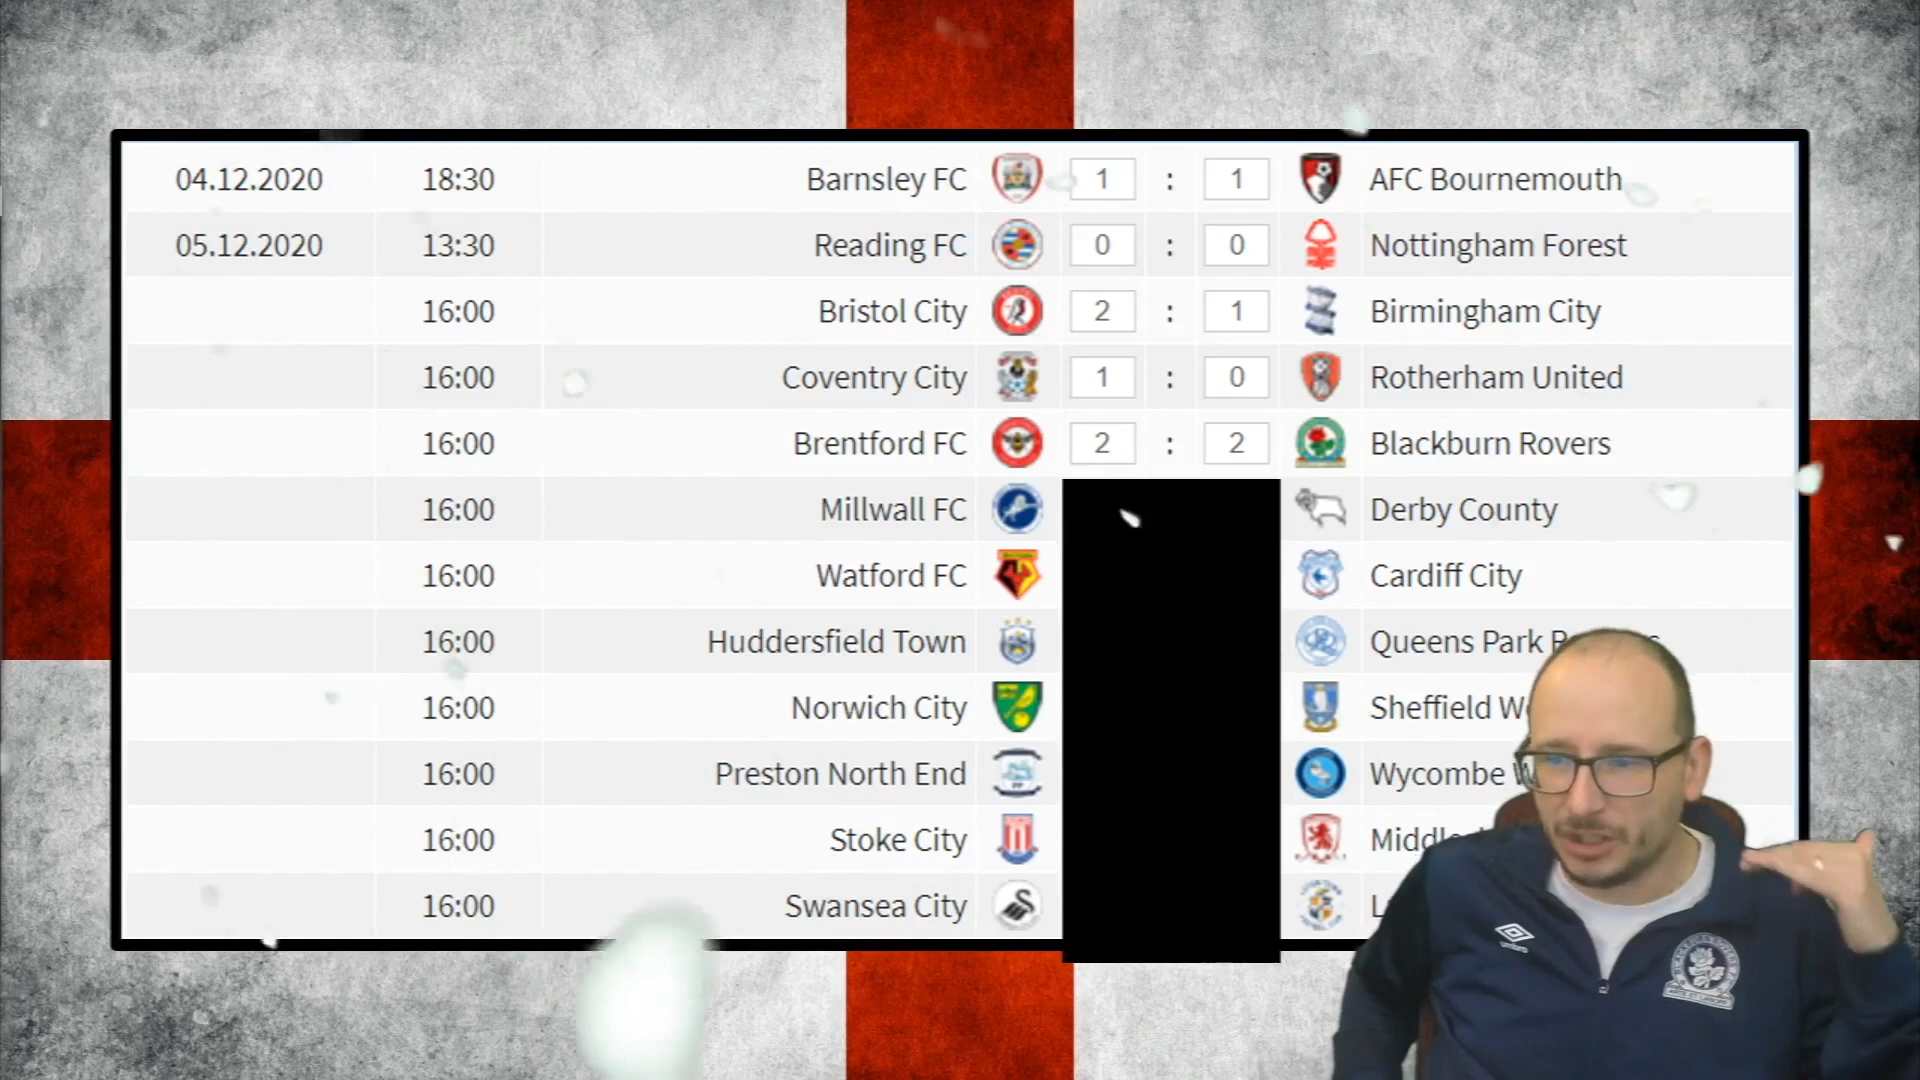 04.12.2020 18:30 Barnsley FC 1 : 1 AFC Bournemouth
05.12.2020 13:30 Reading FC 0 : 0 Nottingham Forest
16:00 Bristol City 2 : 1 Birmingham City
16:00 Coventry City 1 : 0 Rotherham United
16:00 Brentford FC 2 : 2 Blackburn Rovers
16:00 Millwall FC Derby County
16:00 Watford FC Cardiff City
16:00 Huddersfield Town Queens Park
16:00 Norwich City Sheffield
16:00 Preston North End Wycombe
16:00 Stoke City
16:00 Swansea City
umbro